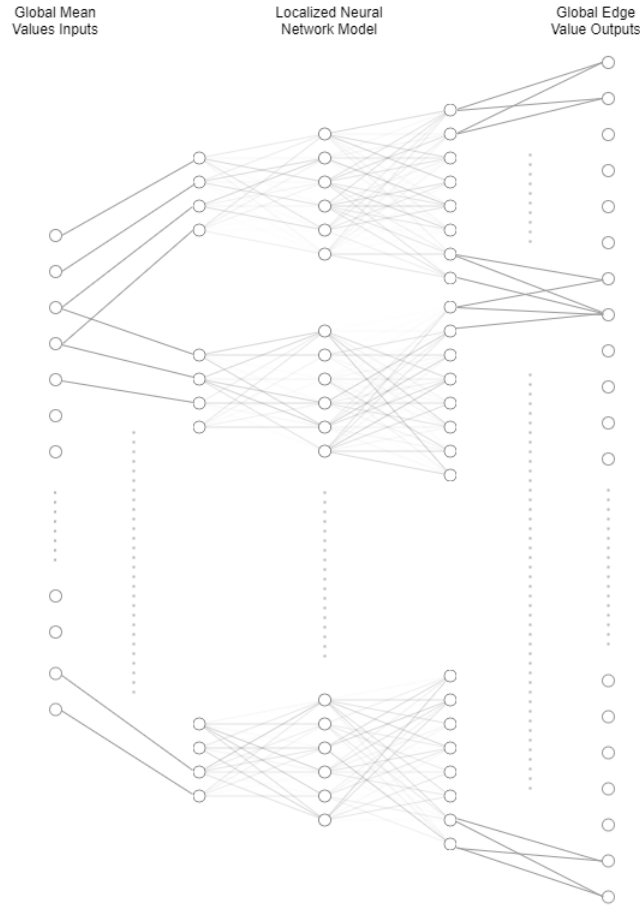 Global Mean
Values Inputs
Localized Neural
Network Model
Global Edge
Value Outputs